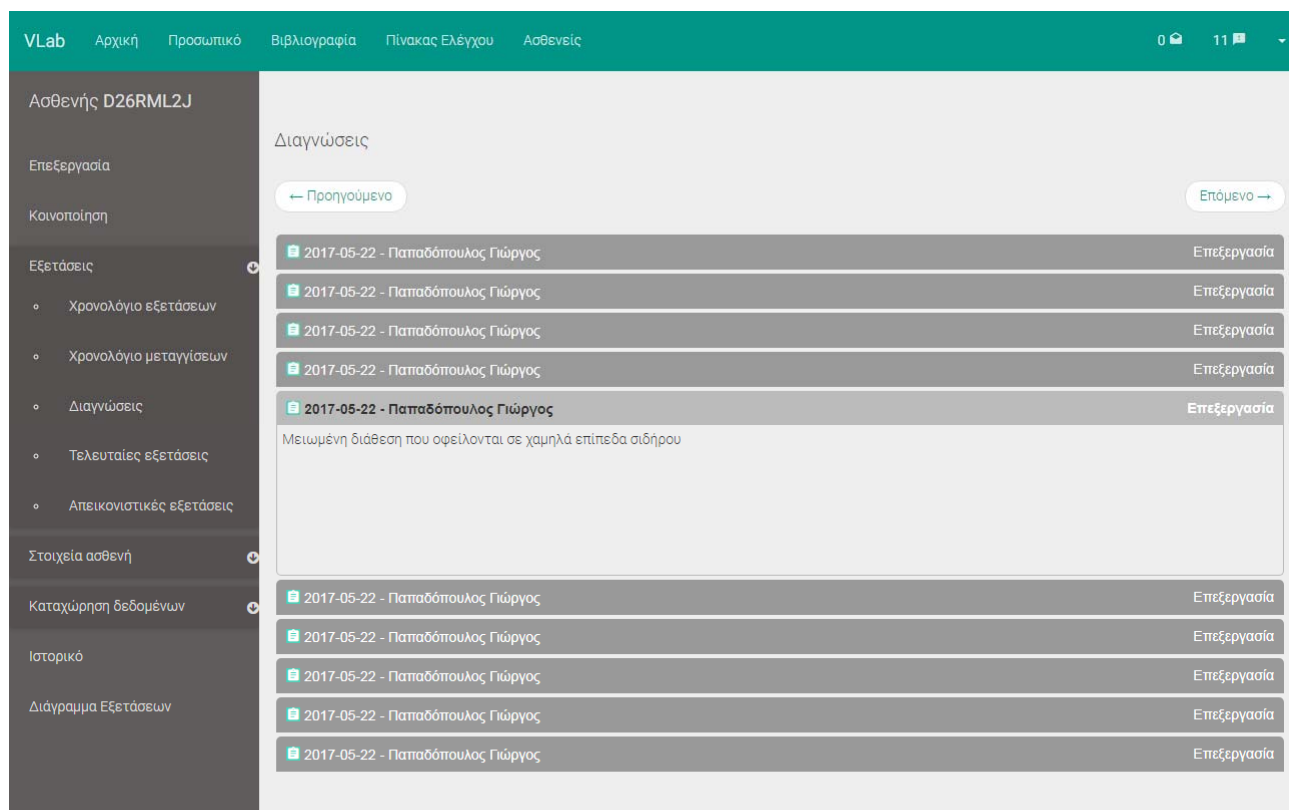 VLab Αρχική Προσωπικό Βιβλιογραφία Πίνακας Ελέγχου Ασθενείς 0 11
Ασθενής D26RML2J
Επεξεργασία
Κοινοποίηση
Εξετάσεις
Χρονολόγιο εξετάσεων
Χρονολόγιο μεταγγίσεων
Διαγνώσεις
Τελευταίες εξετάσεις
Απεικονιστικές εξετάσεις
Στοιχεία ασθενή
Καταχώρηση δεδομένων
Ιστορικό
Διάγραμμα Εξετάσεων
Διαγνώσεις
← Προηγούμενο Επόμενο →
2017-05-22 - Παπαδόπουλος Γιώργος Επεξεργασία
2017-05-22 - Παπαδόπουλος Γιώργος Επεξεργασία
2017-05-22 - Παπαδόπουλος Γιώργος Επεξεργασία
2017-05-22 - Παπαδόπουλος Γιώργος Επεξεργασία
2017-05-22 - Παπαδόπουλος Γιώργος Επεξεργασία
Μειωμένη διάθεση που οφείλονται σε χαμηλά επίπεδα σιδήρου
2017-05-22 - Παπαδόπουλος Γιώργος Επεξεργασία
2017-05-22 - Παπαδόπουλος Γιώργος Επεξεργασία
2017-05-22 - Παπαδόπουλος Γιώργος Επεξεργασία
2017-05-22 - Παπαδόπουλος Γιώργος Επεξεργασία
2017-05-22 - Παπαδόπουλος Γιώργος Επεξεργασία